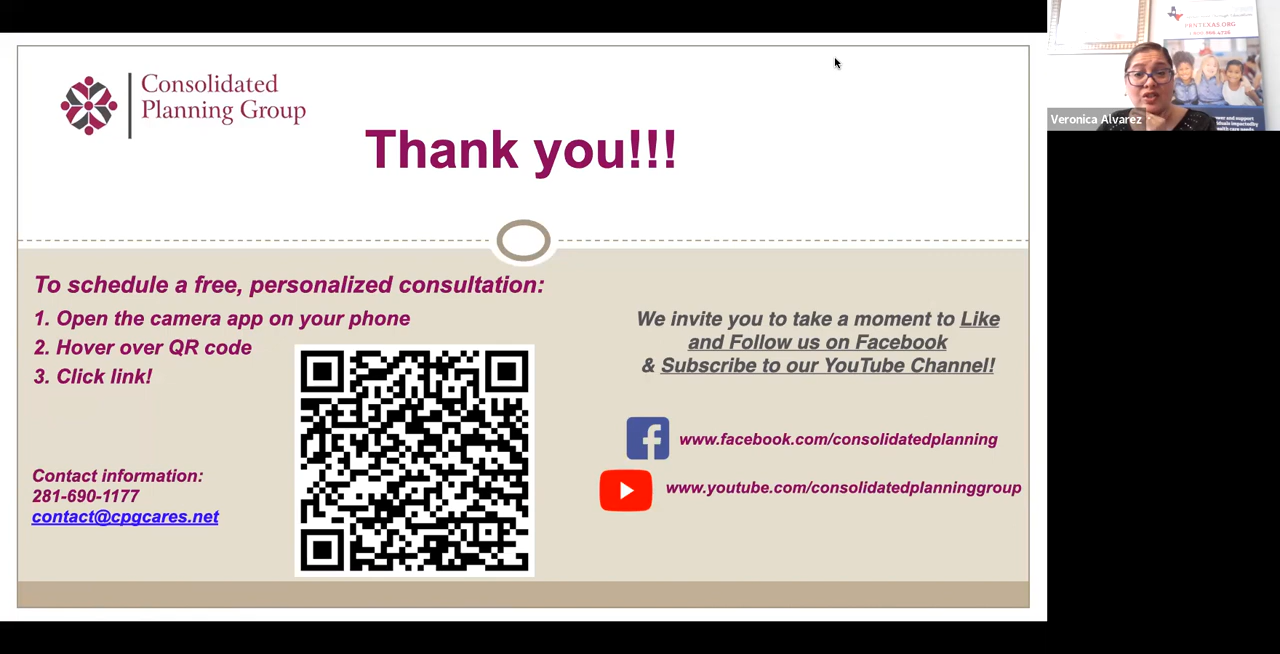 Consolidated
Planning Group
Thank you!!!
To schedule a free, personalized consultation:
1. Open the camera app on your phone
2. Hover over QR code
3. Click link!
Contact information:
281-690-1177
contact@cpgcares.net
We invite you to take a moment to Like
and Follow us on Facebook
& Subscribe to our YouTube Channel!
www.facebook.com/consolidatedplanning
www.youtube.com/consolidatedplanninggroup
PRNTEXAS.ORG
Veronica Alvarez